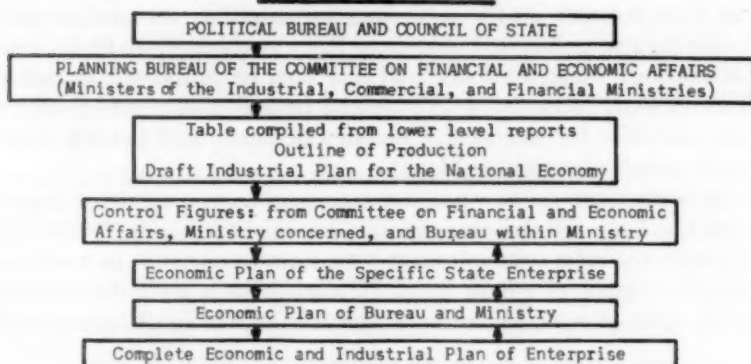 POLITICAL BUREAU AND COUNCIL OF STATE
PLANNING BUREAU OF THE COMMITTEE ON FINANCIAL AND ECONOMIC AFFAIRS
(Ministers of the Industrial, Commercial, and Financial Ministries)
Table compiled from lower level reports
Outline of Production
Draft Industrial Plan for the National Economy
Control Figures: from Committee on Financial and Economic
Affairs, Ministry concerned, and Bureau within Ministry
Economic Plan of the Specific State Enterprise
Economic Plan of Bureau and Ministry
Complete Economic and Industrial Plan of Enterprise